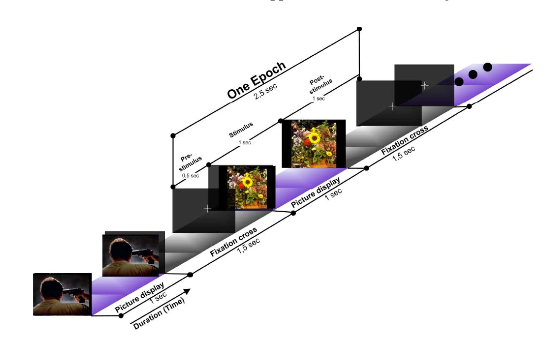 One Epoch
2.5 sec
Pre-
stimulus
0.5 sec
Stimulus
1 sec
Post-
stimulus
1 sec
Picture display
1 sec
Fixation cross
1,5 sec
Picture display
1 sec
Fixation cross
1,5 sec
Duration (Time)